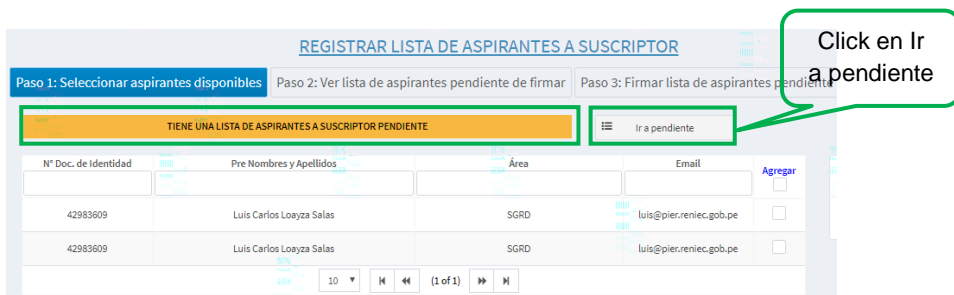 Click en Ir
a pendiente
REGISTRAR LISTA DE ASPIRANTES A SUSCRIPTOR
Paso 1: Seleccionar aspirantes disponibles Paso 2: Ver lista de aspirantes pendiente de firmar Paso 3: Firmar lista de aspirantes pendiente
TIENE UNA LISTA DE ASPIRANTES A SUSCRIPTOR PENDIENTE Ir a pendiente
N° Doc. de Identidad Pre Nombres y Apellidos Área Email Agregar
42983609 Luis Carlos Loayza Salas SGRD luis@pier.reniec.gob.pe
42983609 Luis Carlos Loayza Salas SGRD luis@pier.reniec.gob.pe
10 (1 of 1)